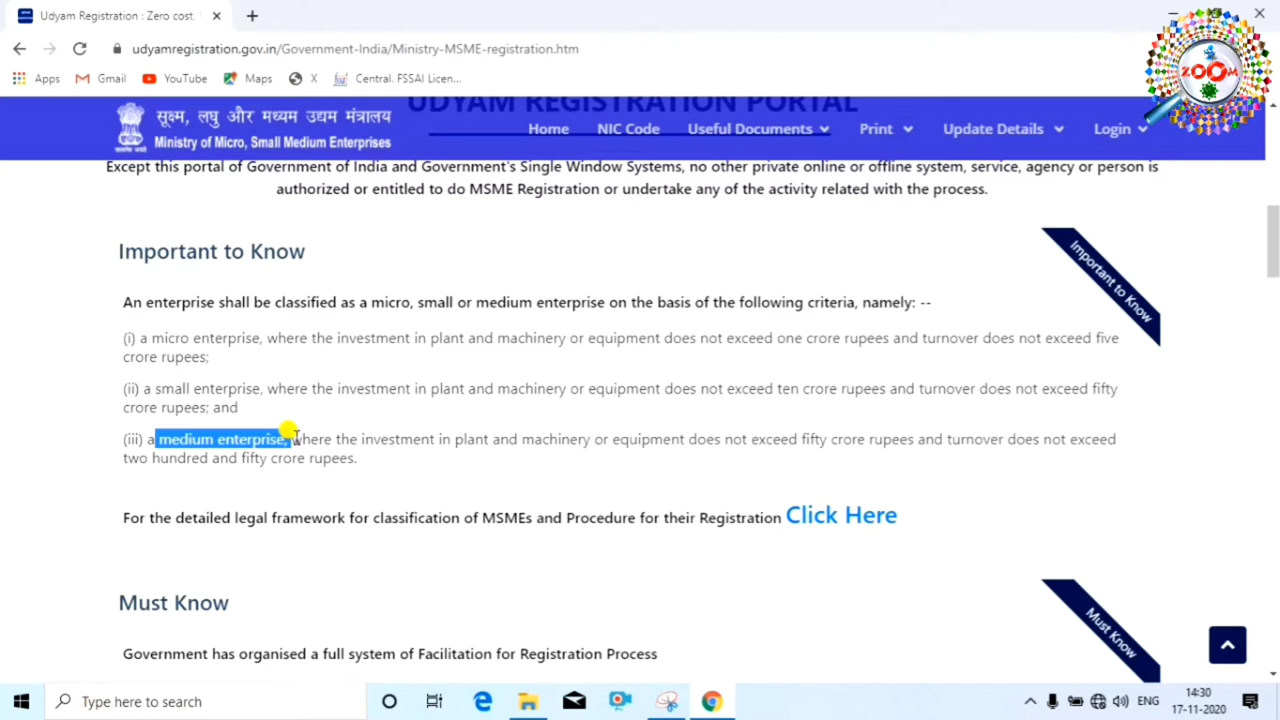 Udyam Registration : Zero cost.
udyamregistration.gov.in/Government-India/Ministry-MSME-registration.htm
Apps Gmail YouTube Maps X Central. FSSAI Licen...
ZOOM
UDYAM REGISTRATION PORTAL
सूक्ष्म, लघु और मध्यम उद्यम मंत्रालय
Ministry of Micro, Small Medium Enterprises
Home NIC Code Useful Documents Print Update Details Login
Except this portal of Government of India and Government's Single Window Systems, no other private online or offline system, service, agency or person is
authorized or entitled to do MSME Registration or undertake any of the activity related with the process.
Important to Know
Important to Know
An enterprise shall be classified as a micro, small or medium enterprise on the basis of the following criteria, namely: --
(i) a micro enterprise, where the investment in plant and machinery or equipment does not exceed one crore rupees and turnover does not exceed five
crore rupees;
(ii) a small enterprise, where the investment in plant and machinery or equipment does not exceed ten crore rupees and turnover does not exceed fifty
crore rupees; and
(iii) a medium enterprise, where the investment in plant and machinery or equipment does not exceed fifty crore rupees and turnover does not exceed
two hundred and fifty crore rupees.
For the detailed legal framework for classification of MSMEs and Procedure for their Registration Click Here
Must Know
Must Know
Government has organised a full system of Facilitation for Registration Process
Type here to search
ENG
14:30
17-11-2020